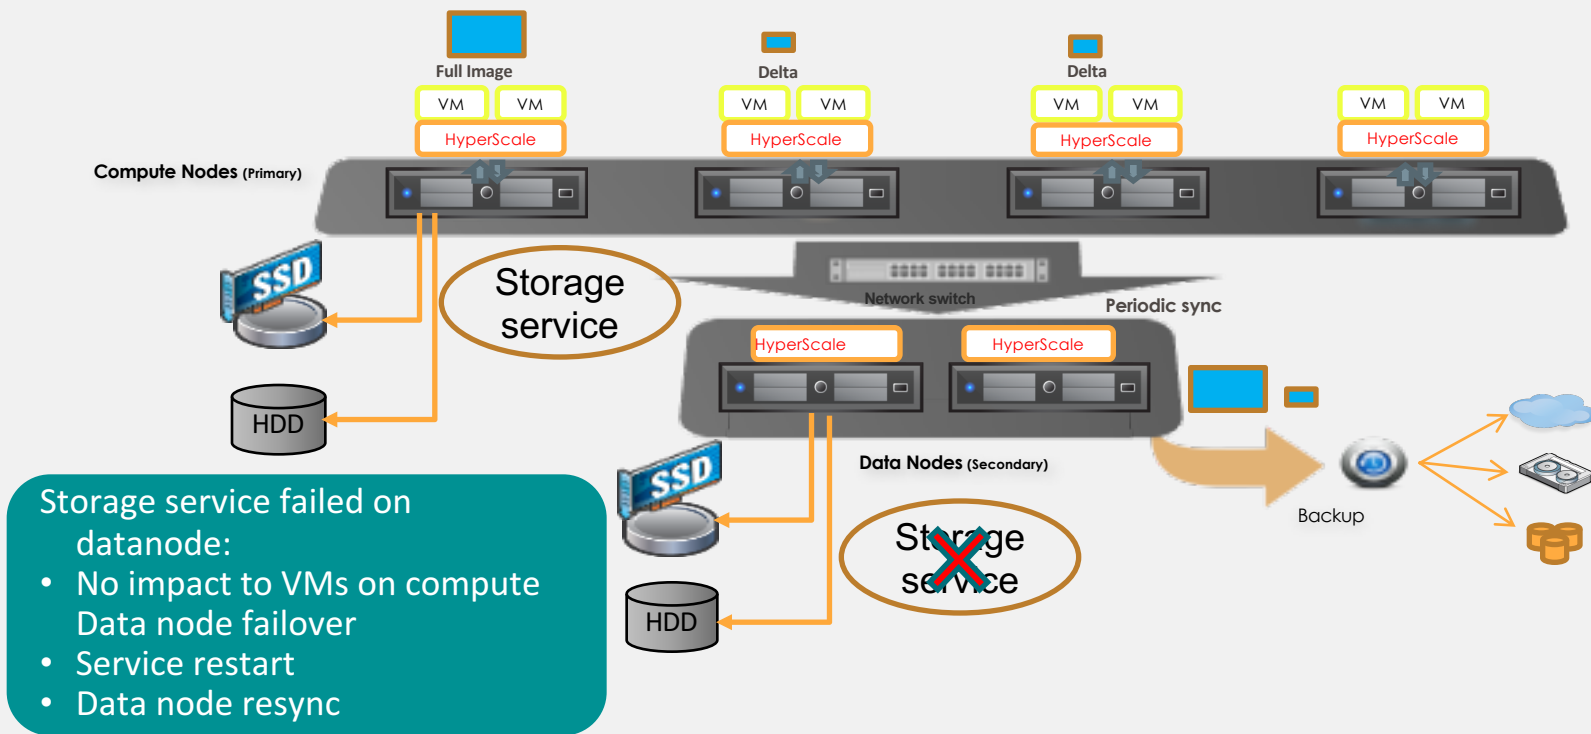 Full Image
Delta
Delta
VM VM
VM VM
VM VM
VM VM
HyperScale
HyperScale
HyperScale
HyperScale
Compute Nodes (Primary)
SSD
Storage
service
Network switch
Periodic sync
HyperScale
HyperScale
HDD
Data Nodes (Secondary)
SSD
Backup
Storage
service
HDD
Storage service failed on
datanode:
• No impact to VMs on compute
Data node failover
• Service restart
• Data node resync